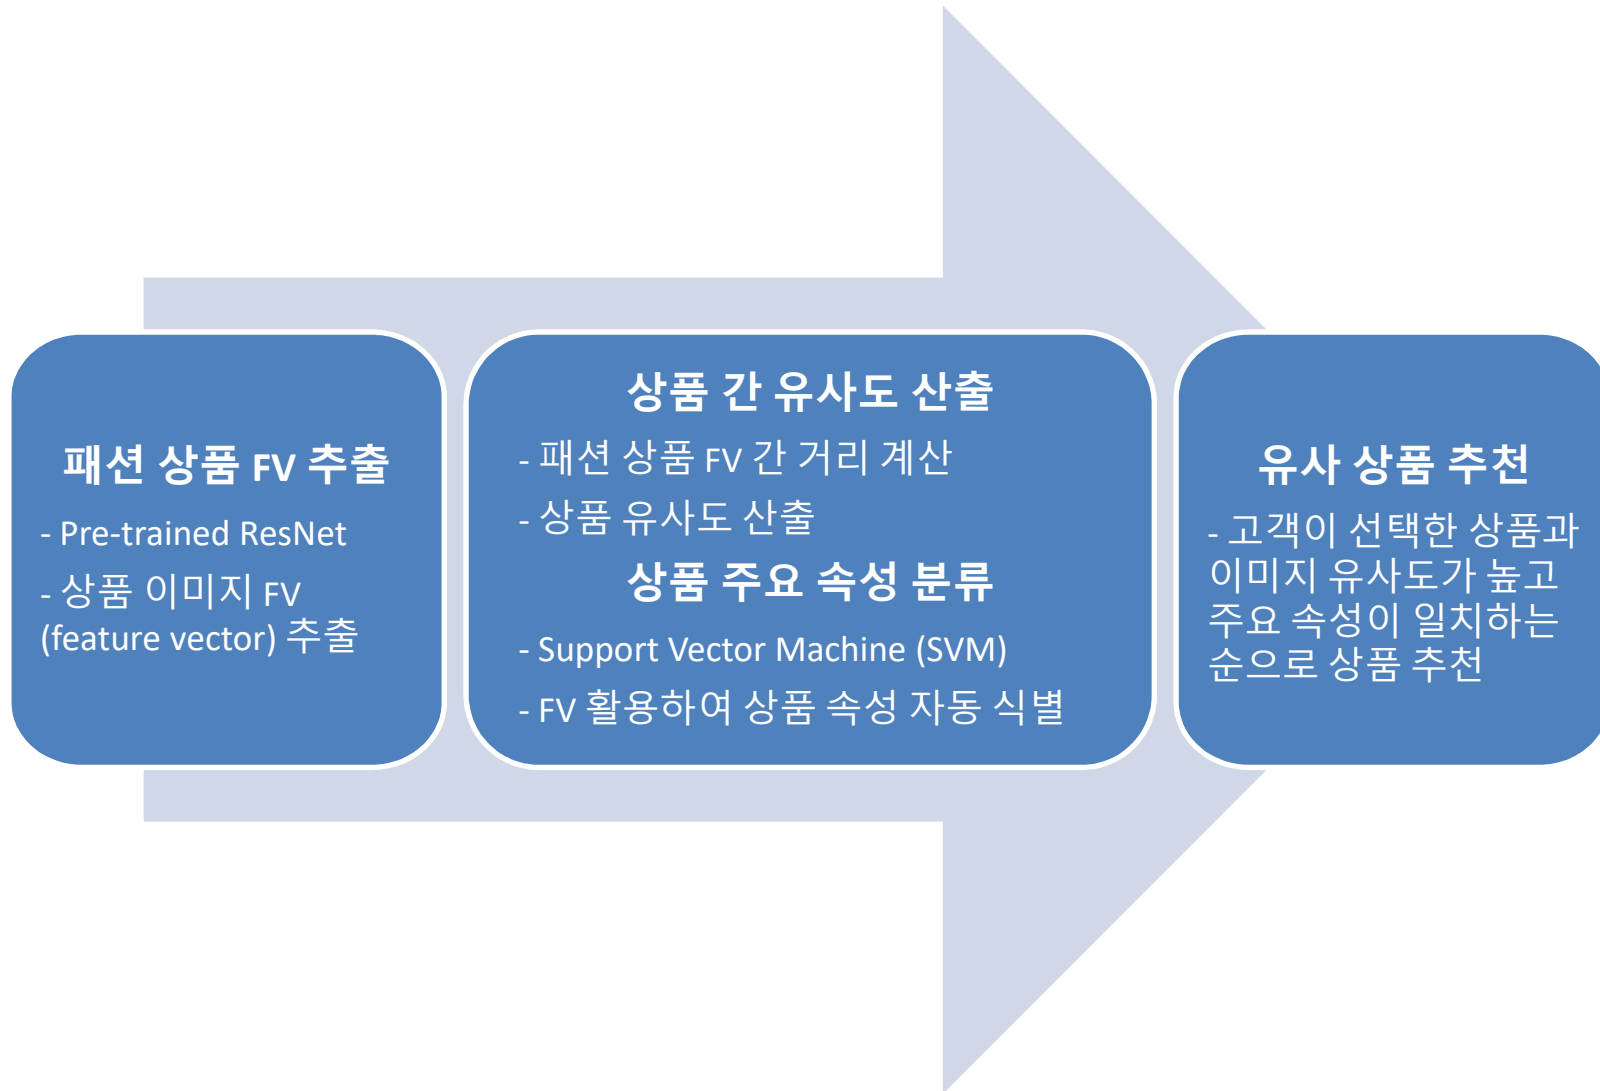 패션 상품 FV 추출
- Pre-trained ResNet
- 상품 이미지 FV
(feature vector) 추출
상품 간 유사도 산출
- 패션 상품 FV 간 거리 계산
- 상품 유사도 산출
상품 주요 속성 분류
- Support Vector Machine (SVM)
- FV 활용하여 상품 속성 자동 식별
유사 상품 추천
- 고객이 선택한 상품과
이미지 유사도가 높고
주요 속성이 일치하는
순으로 상품 추천